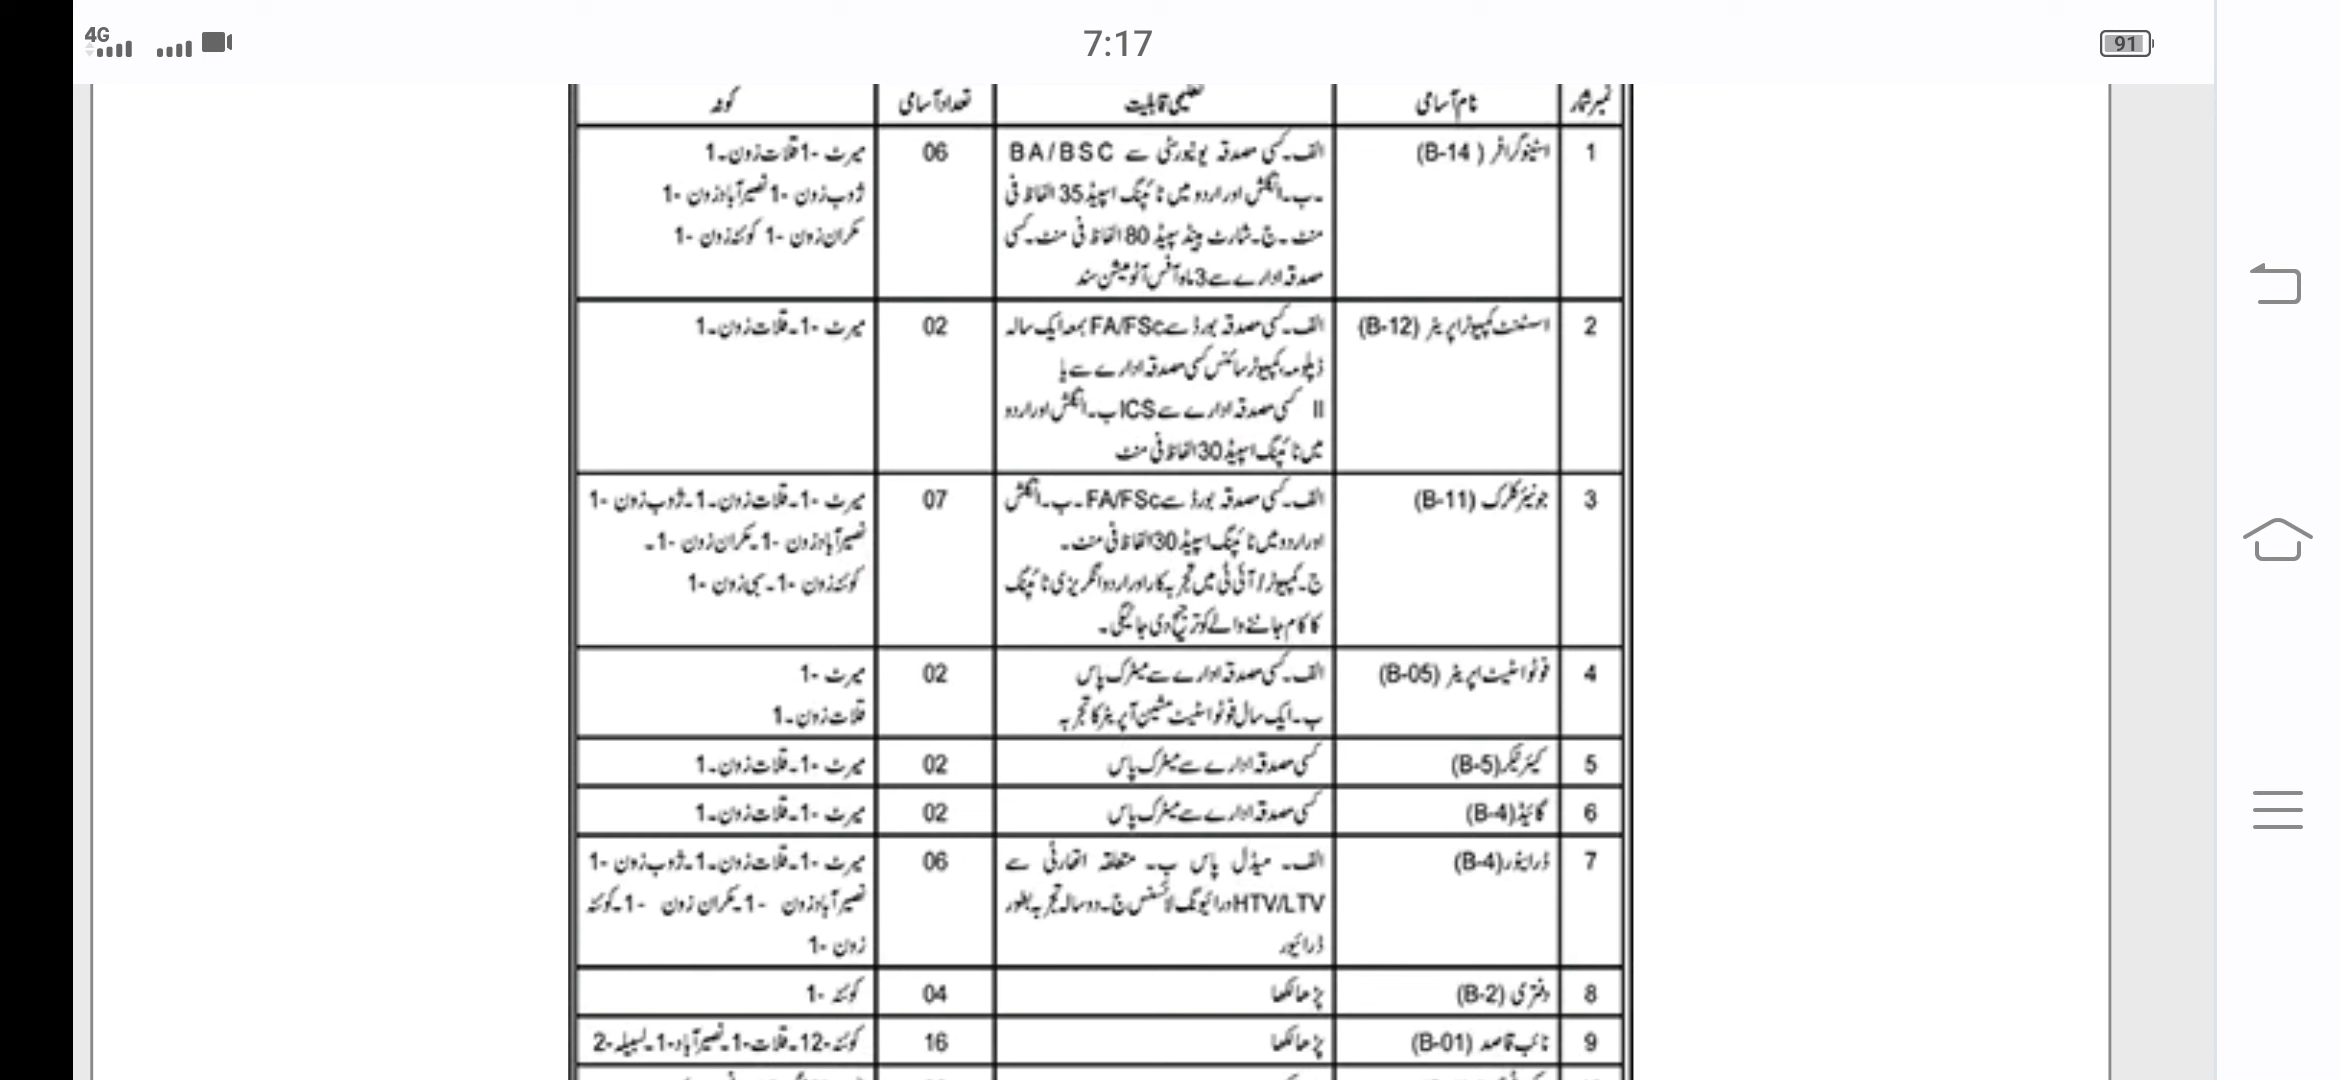 4G
7:17
91
نمبر شمار نام آسامی تعلیمی قابلیت تعداد آسامی کوٹہ
1 اسٹینوگرافر ( B-14) الف۔ کسی مصدقہ یونیورسٹی سے BA/BSC 06 میرٹ -1 قلات زون۔1
۔ب۔ انگلش اور اردو میں ٹائپنگ اسپیڈ 35 الفاظ فی ژوب زون -1 نصیر آباد زون -1
منٹ۔ ج۔ شارٹ ہینڈ سپیڈ 80 الفاظ فی منٹ۔ کسی مکران زون -1 کوئٹہ زون -1
مصدقہ ادارے سے 3 ماہ آفس آٹومیشن سند
2 اسسٹنٹ کمپیوٹر اپریٹر (B-12) الف۔ کسی مصدقہ بورڈ سے FA/FSc بمعہ ایک سالہ 02 میرٹ -1۔ قلات زون۔1
ڈپلومہ کمپیوٹر سائنس کسی مصدقہ ادارے سے یا
II کسی مصدقہ ادارے سے ICS ب۔ انگلش اور اردو
میں ٹائپنگ اسپیڈ 30 الفاظ فی منٹ
3 جونیئر کلرک (B-11) الف۔ کسی مصدقہ بورڈ سے FA/FSc۔ ب۔ انگلش 07 میرٹ -1۔ قلات زون۔1۔ ژوب زون -1
اور اردو میں ٹائپنگ اسپیڈ 30 الفاظ فی منٹ۔ نصیر آباد زون -1۔ مکران زون -1۔
ج۔ کمپیوٹر / آئی ٹی میں تجربہ کار اور اردو انگریزی ٹائپنگ کوئٹہ زون -1۔ سبی زون -1
کا کام جاننے والے کو ترجیح دی جائیگی۔
4 فوٹو اسٹیٹ اپریٹر (B-05) الف۔ کسی مصدقہ ادارے سے میٹرک پاس 02 میرٹ -1
ب۔ ایک سال فوٹو اسٹیٹ مشین آپریٹر کا تجربہ قلات زون۔1
5 کیئر ٹیکر (B-5) کسی مصدقہ ادارے سے میٹرک پاس 02 میرٹ -1۔ قلات زون۔1
6 گائیڈ (B-4) کسی مصدقہ ادارے سے میٹرک پاس 02 میرٹ -1۔ قلات زون۔1
7 ڈرائیور (B-4) الف۔ میڈل پاس ب۔ متعلقہ اتھارٹی سے 06 میرٹ -1۔ قلات زون۔1۔ ژوب زون -1
HTV/LTV ڈرائیونگ لائسنس ج۔ دو سالہ تجربہ بطور نصیر آباد زون -1۔ مکران زون -1۔ کوئٹہ
ڈرائیور زون -1
8 دفتری (B-2) پڑھا لکھا 04 کوئٹہ -1
9 نائب قاصد (B-01) پڑھا لکھا 16 کوئٹہ -12۔ قلات -1۔ نصیر آباد -1۔ لسبیلہ -2